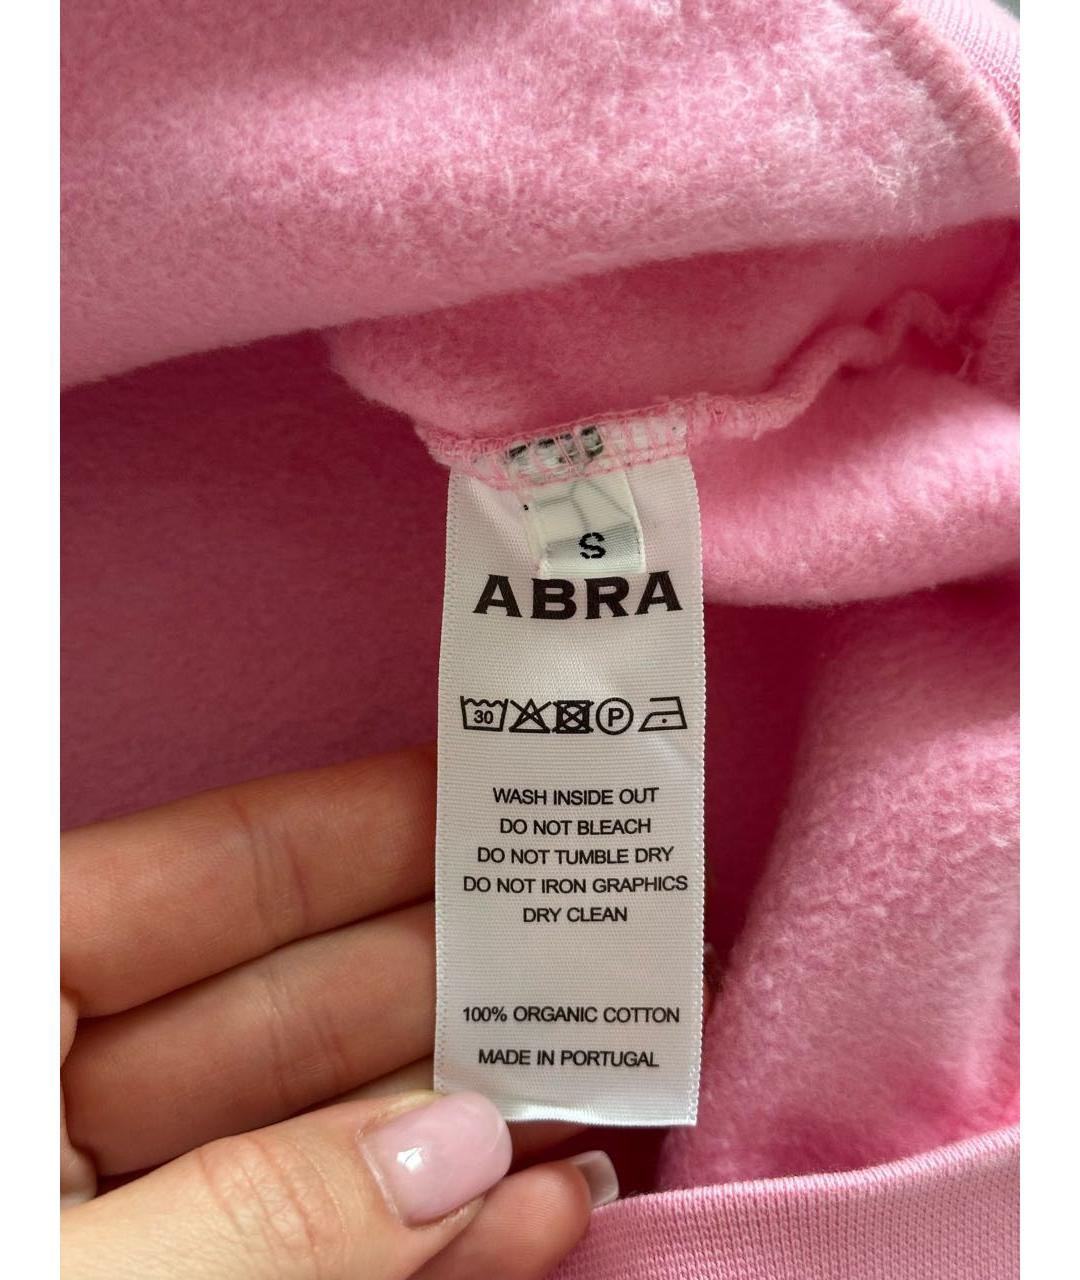 S
ABRA
30 P
WASH INSIDE OUT
DO NOT BLEACH
DO NOT TUMBLE DRY
DO NOT IRON GRAPHICS
DRY CLEAN
100% ORGANIC COTTON
MADE IN PORTUGAL